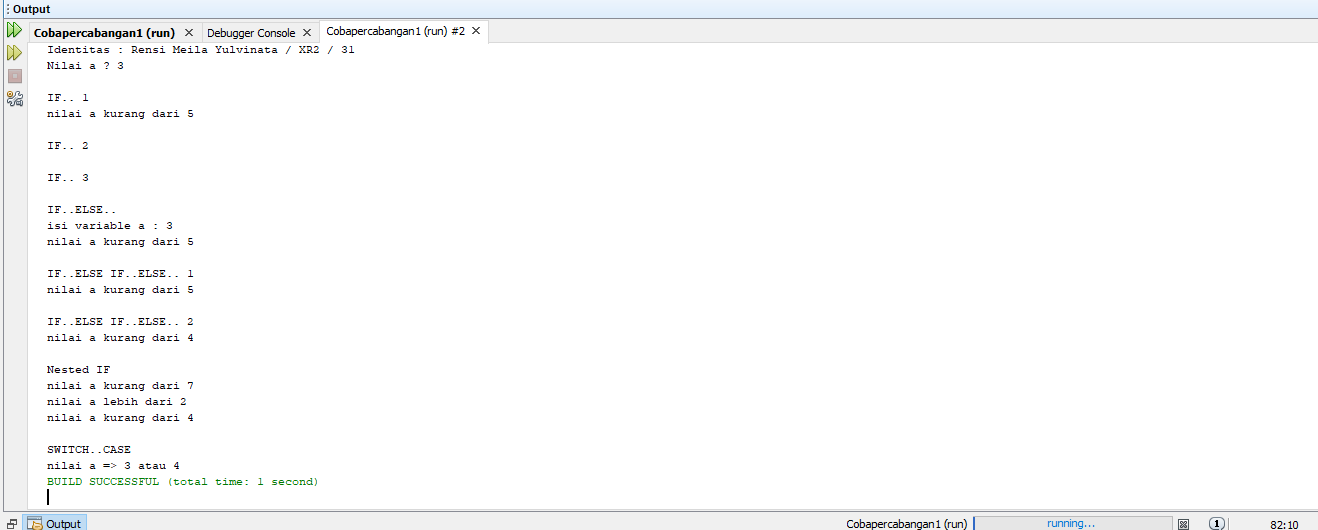 Output
Cobapercabangan1 (run) Debugger Console Cobapercabangan1 (run) #2
Identitas : Rensi Meila Yulvinata / XR2 / 31
Nilai a ? 3
IF.. 1
nilai a kurang dari 5
IF.. 2
IF.. 3
IF..ELSE..
isi variable a : 3
nilai a kurang dari 5
IF..ELSE IF..ELSE.. 1
nilai a kurang dari 5
IF..ELSE IF..ELSE.. 2
nilai a kurang dari 4
Nested IF
nilai a kurang dari 7
nilai a lebih dari 2
nilai a kurang dari 4
SWITCH..CASE
nilai a => 3 atau 4
BUILD SUCCESSFUL (total time: 1 second)
Output Cobapercabangan1 (run) running... 1 82:10